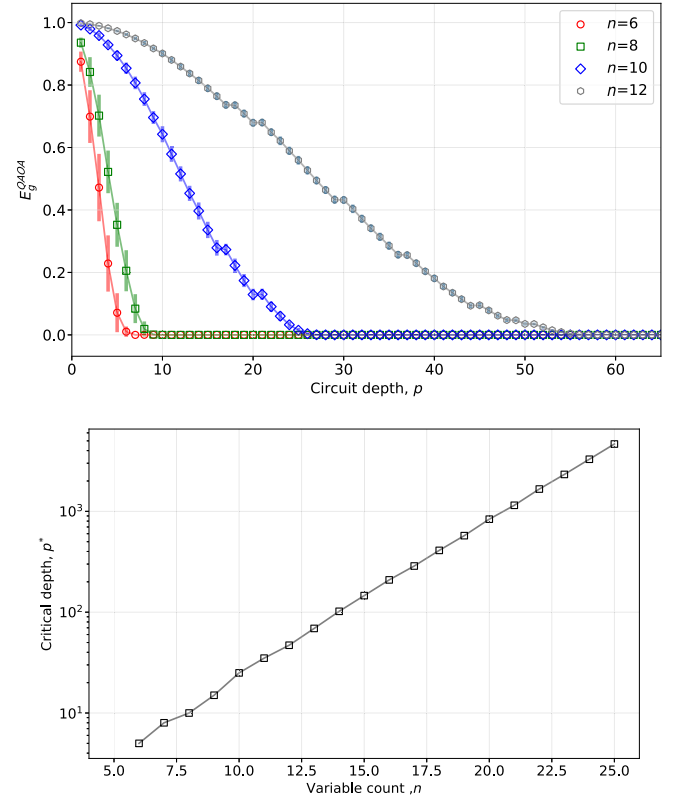 1.0
0.8
0.6
0.4
0.2
0.0
E_g^{QAOA}
n=6
n=8
n=10
n=12
0 10 20 30 40 50 60
Circuit depth, p
10^3
10^2
10^1
Critical depth, p^*
5.0 7.5 10.0 12.5 15.0 17.5 20.0 22.5 25.0
Variable count ,n